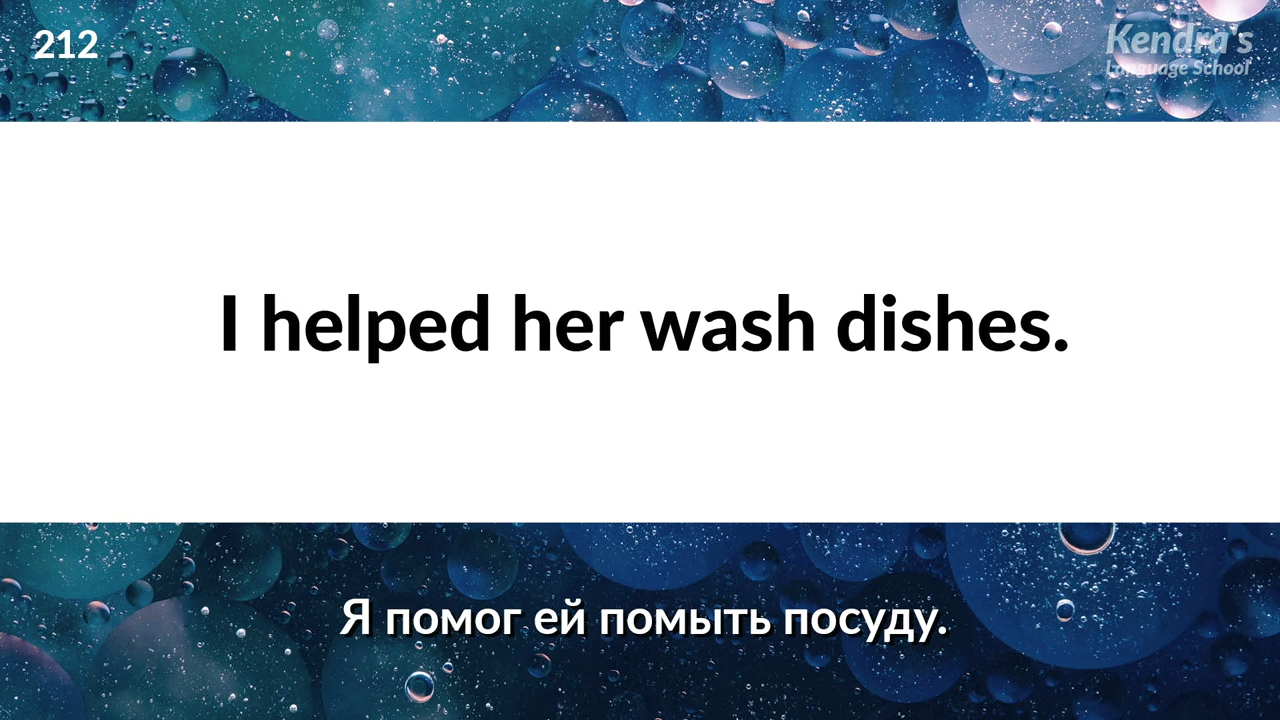 212
Kendra's
Language School
I helped her wash dishes.
Я помог ей помыть посуду.